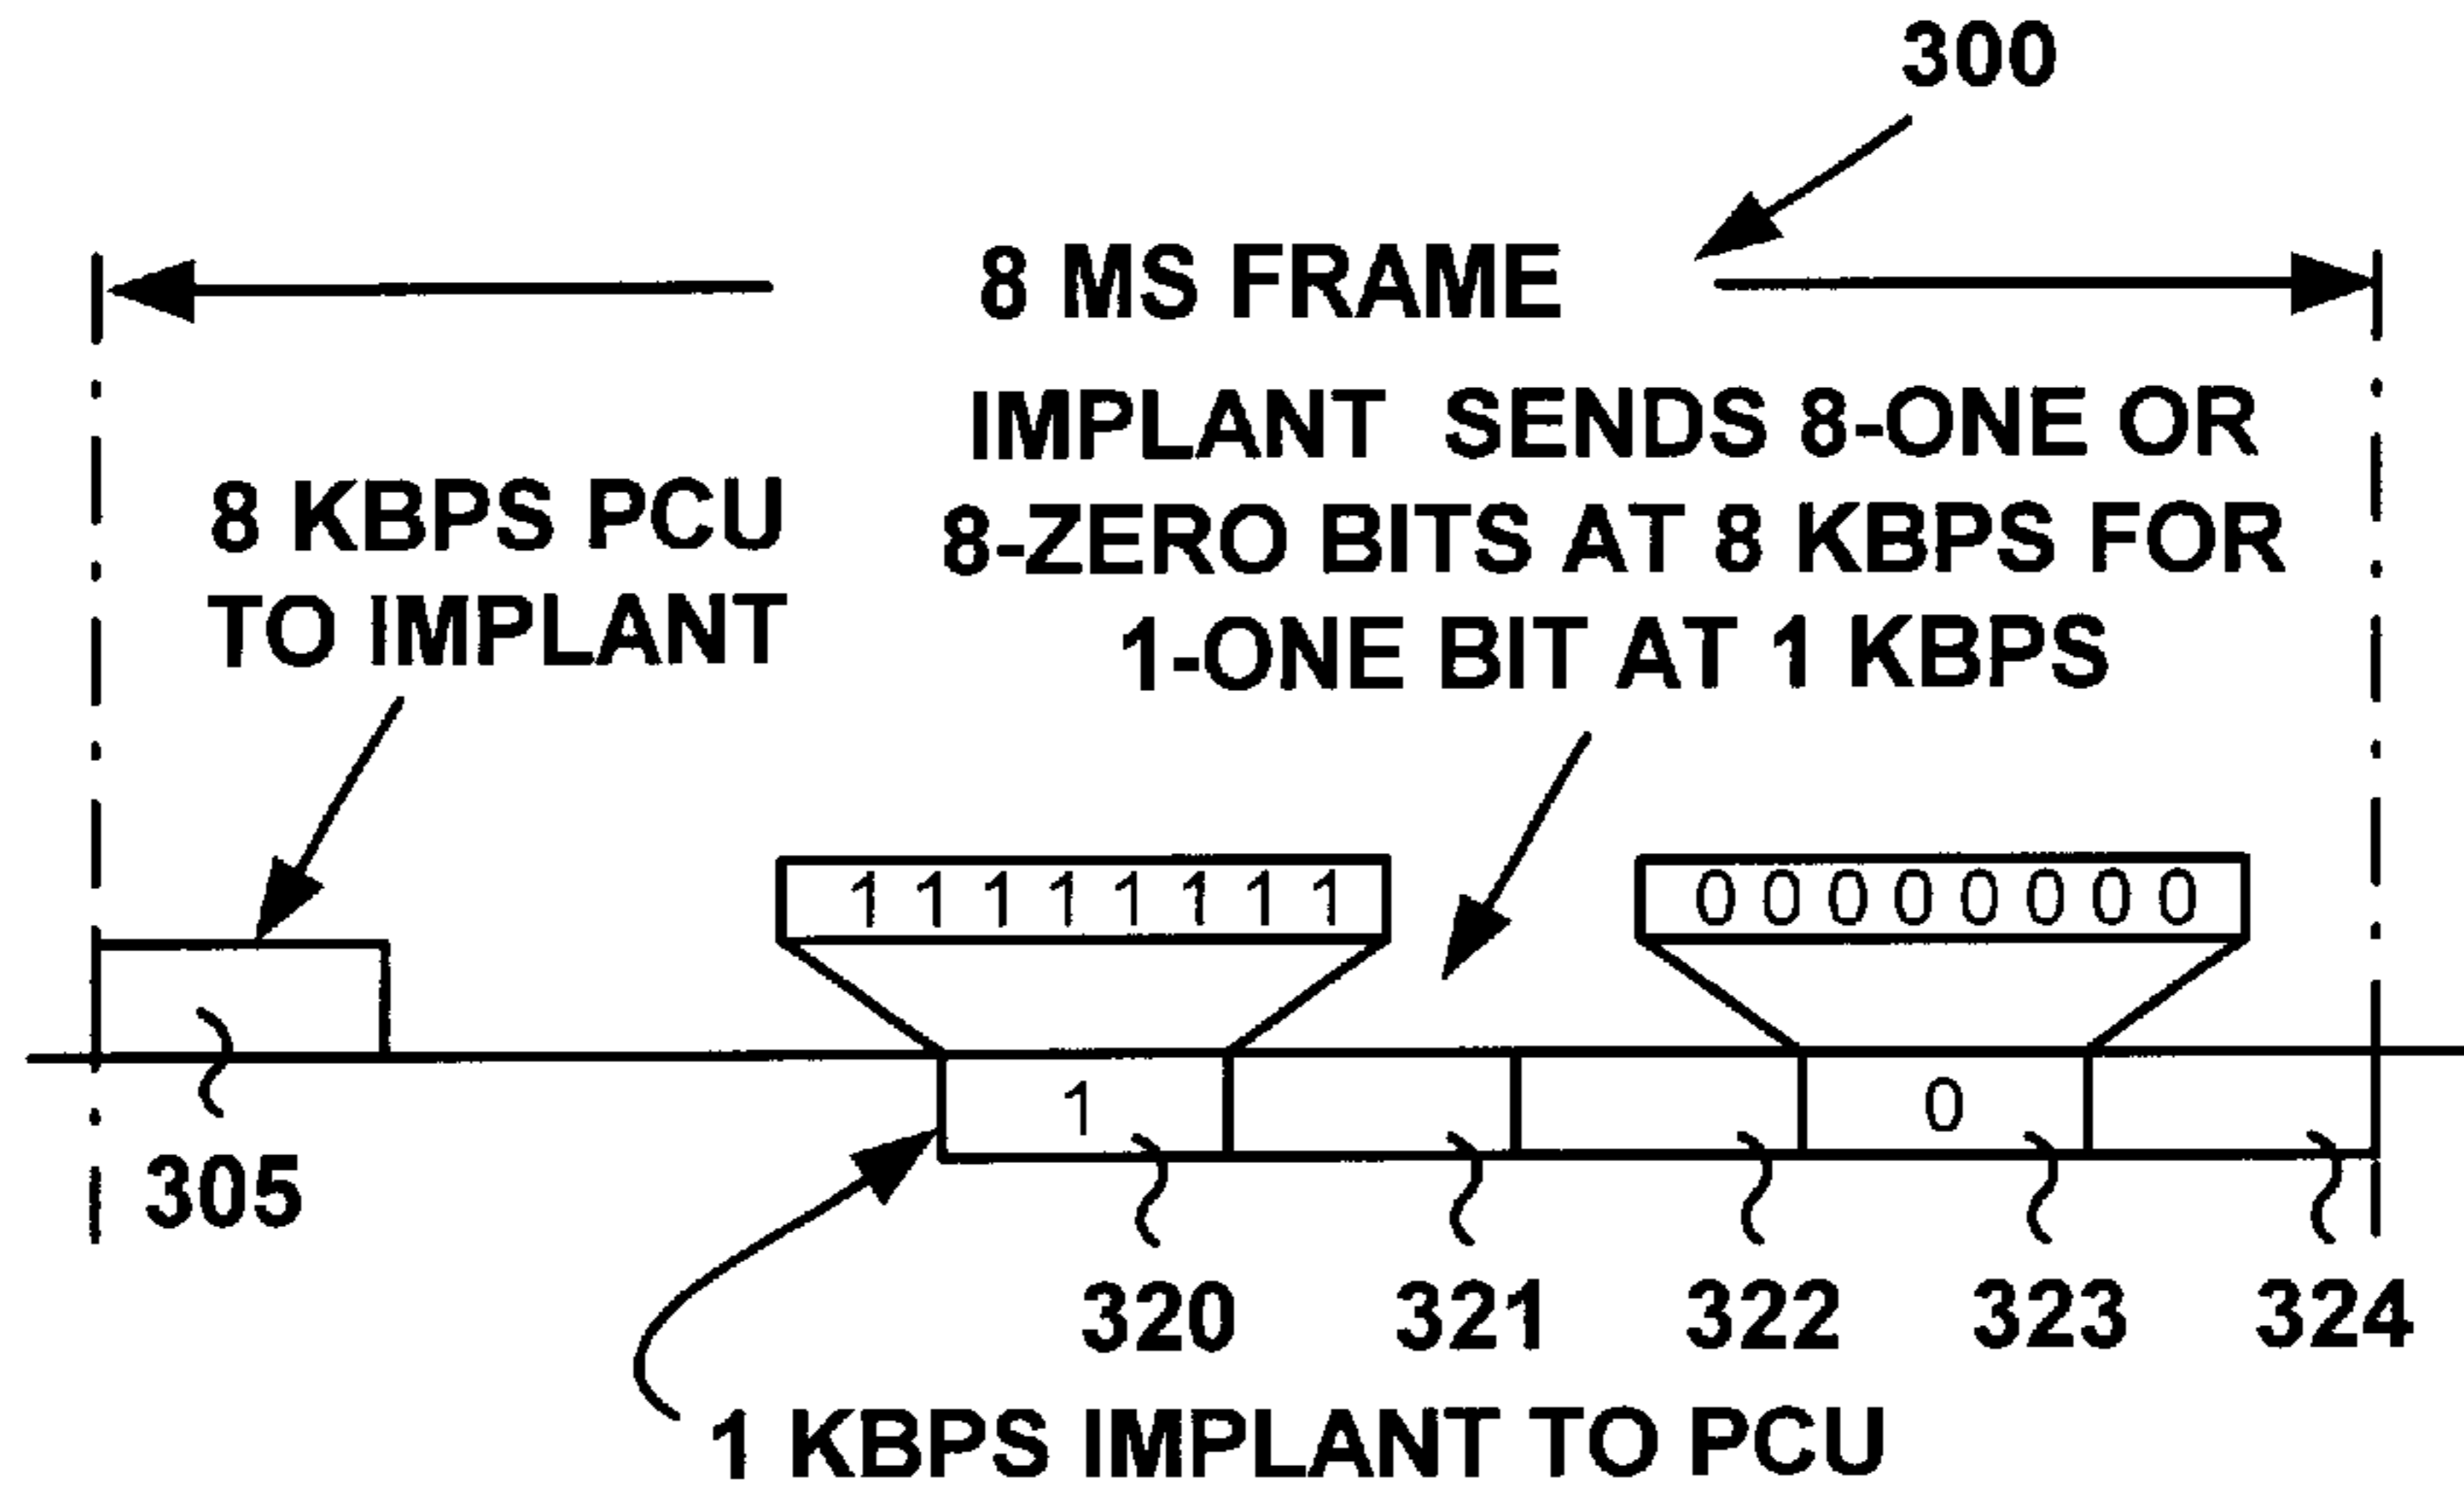 300
8 MS FRAME
IMPLANT SENDS 8-ONE OR
8-ZERO BITS AT 8 KBPS FOR
1-ONE BIT AT 1 KBPS
8 KBPS PCU
TO IMPLANT
1 1 1 1 1 1 1 1
0 0 0 0 0 0 0 0
1
0
305
320
321
322
323
324
1 KBPS IMPLANT TO PCU